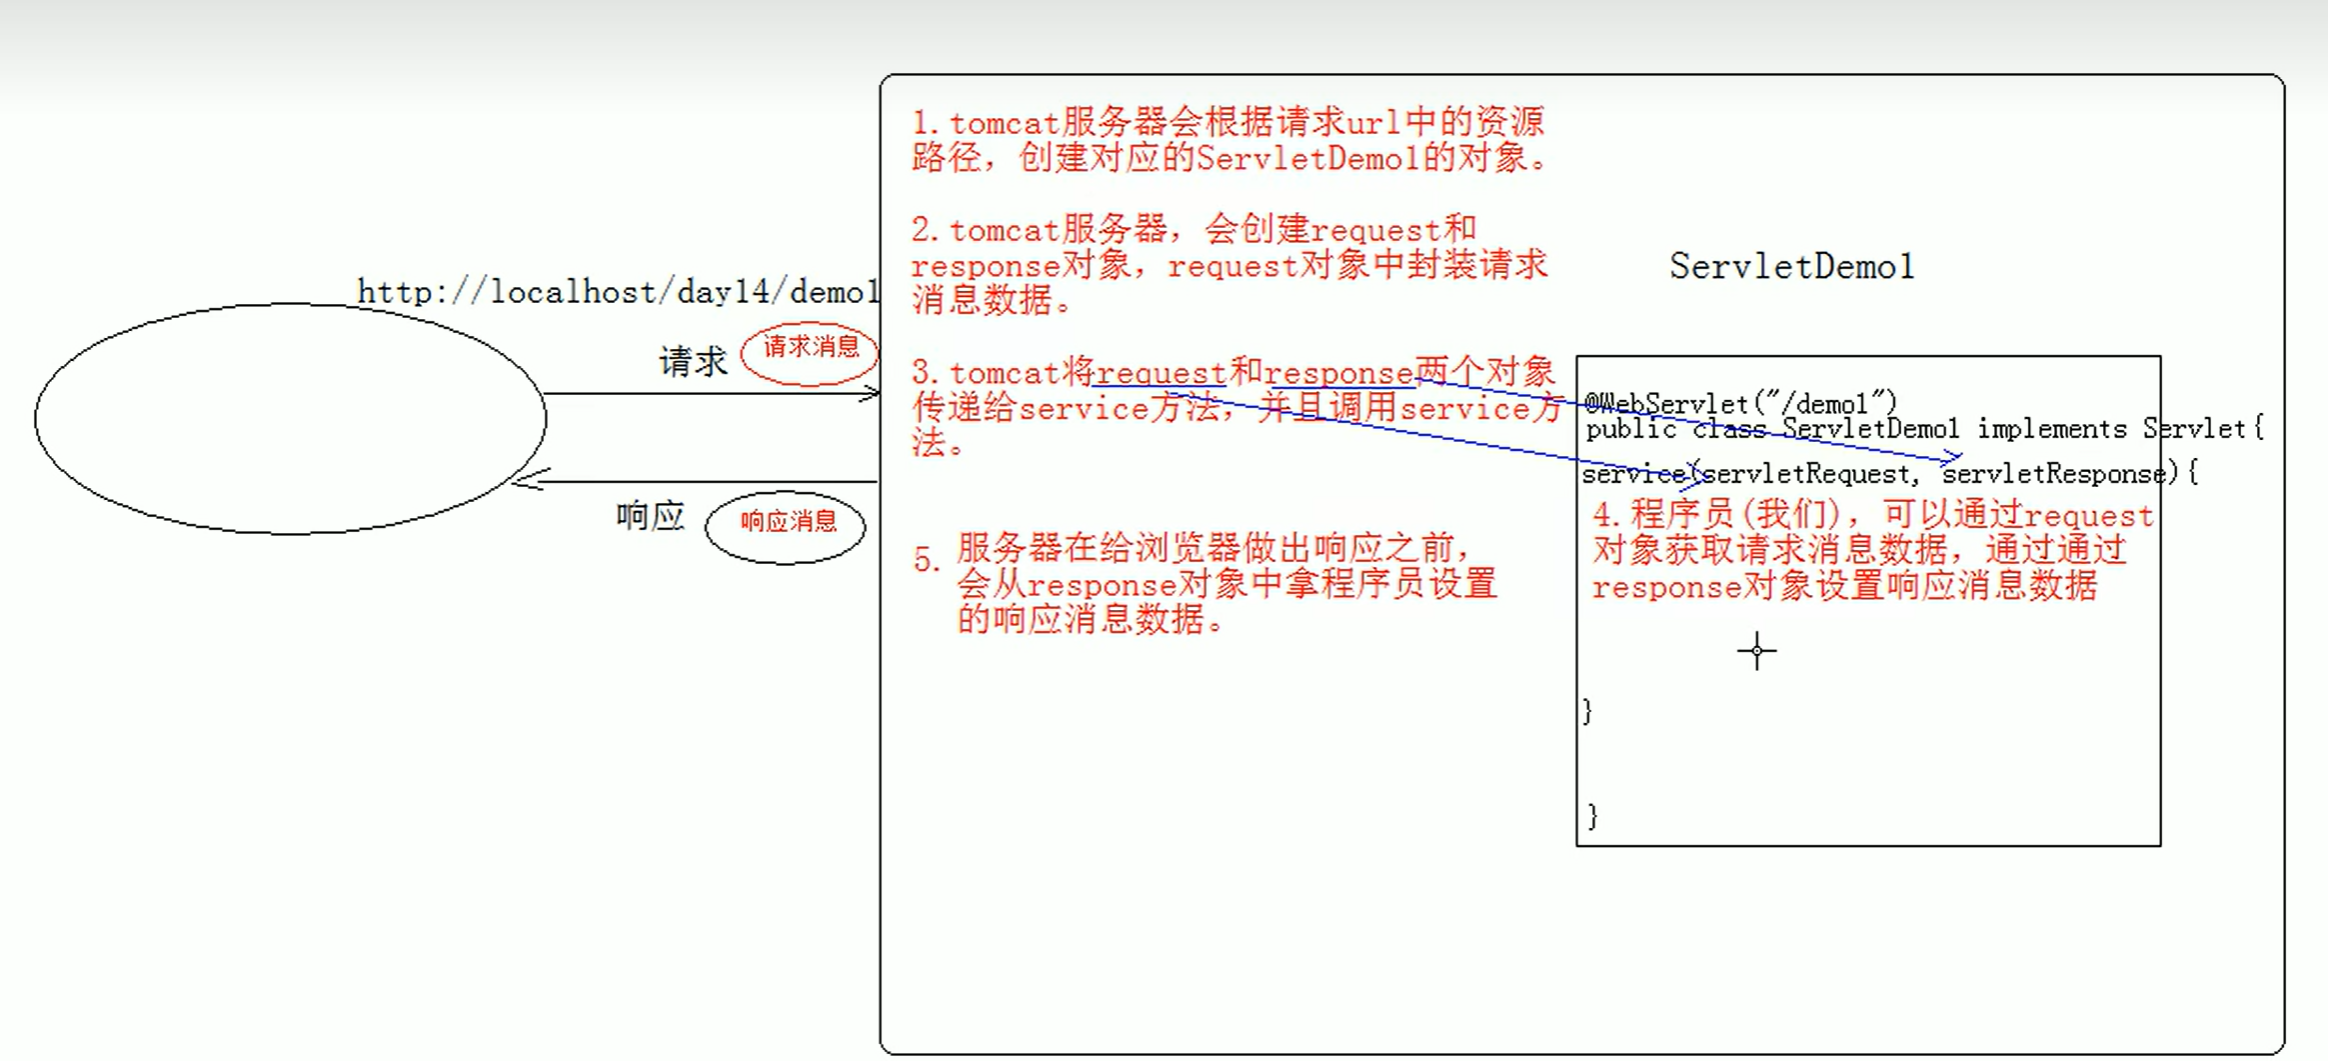 http://localhost/day14/demo1
请求
请求消息
响应
响应消息
1.tomcat服务器会根据请求url中的资源
路径，创建对应的ServletDemo1的对象。
2.tomcat服务器，会创建request和
response对象，request对象中封装请求
消息数据。
3.tomcat将request和response两个对象
传递给service方法，并且调用service方
法。
5.
服务器在给浏览器做出响应之前，
会从response对象中拿程序员设置
的响应消息数据。
ServletDemo1
@WebServlet("/demo1")
public class ServletDemo1 implements Servlet{
service(servletRequest, servletResponse){
4.程序员(我们)，可以通过request
对象获取请求消息数据，通过通过
response对象设置响应消息数据
}
}